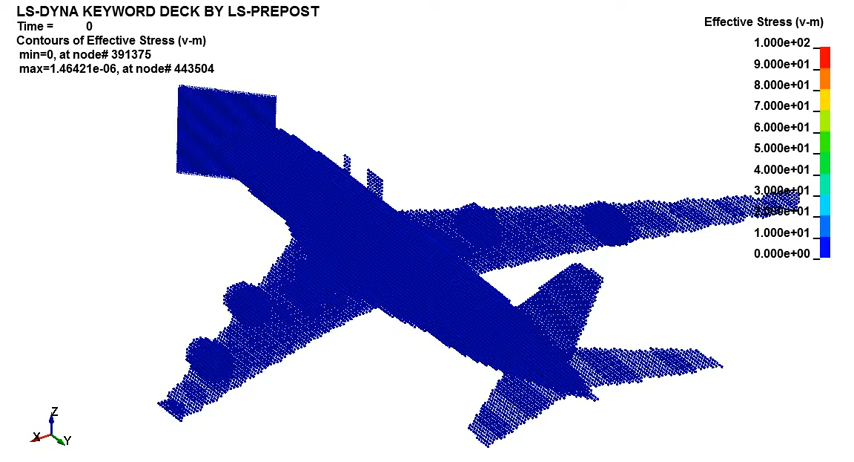 LS-DYNA KEYWORD DECK BY LS-PREPOST
Time =          0
Contours of Effective Stress (v-m)
min=0, at node# 391375
max=1.46421e-06, at node# 443504
Effective Stress (v-m)
1.000e+02
9.000e+01
8.000e+01
7.000e+01
6.000e+01
5.000e+01
4.000e+01
3.000e+01
2.000e+01
1.000e+01
0.000e+00
Z
X
Y